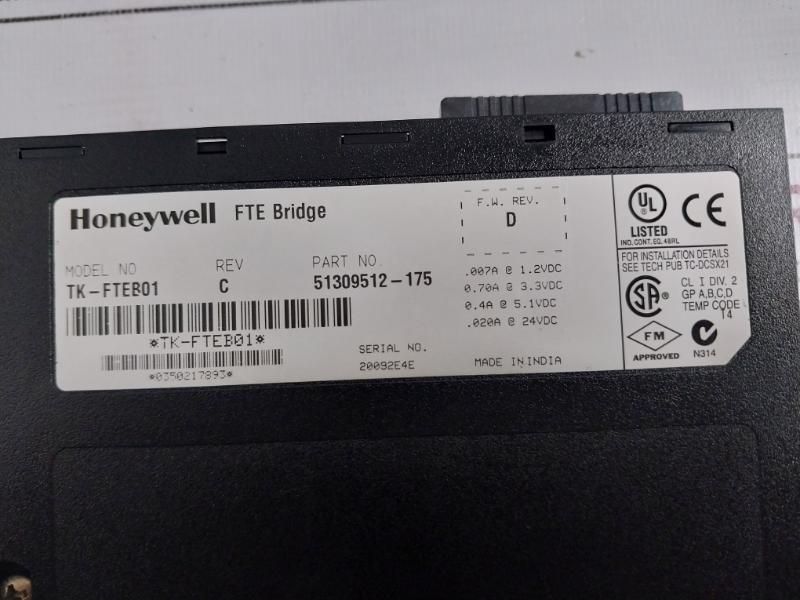 Honeywell FTE Bridge
F.W. REV.
D
MODEL NO REV PART NO.
TK-FTEB01 C 51309512-175
*TK-FTEB01*
*0350217893*
SERIAL NO.
20092E4E
.007A @ 1.2VDC
0.70A @ 3.3VDC
0.4A @ 5.1VDC
.020A @ 24VDC
MADE IN INDIA
UL
LISTED
IND. CONT. EQ. 48RL
CE
FOR INSTALLATION DETAILS
SEE TECH PUB TC-DCSX21
SA
CL I DIV. 2
GP A,B,C,D
TEMP CODE
T4
FM
APPROVED
N314